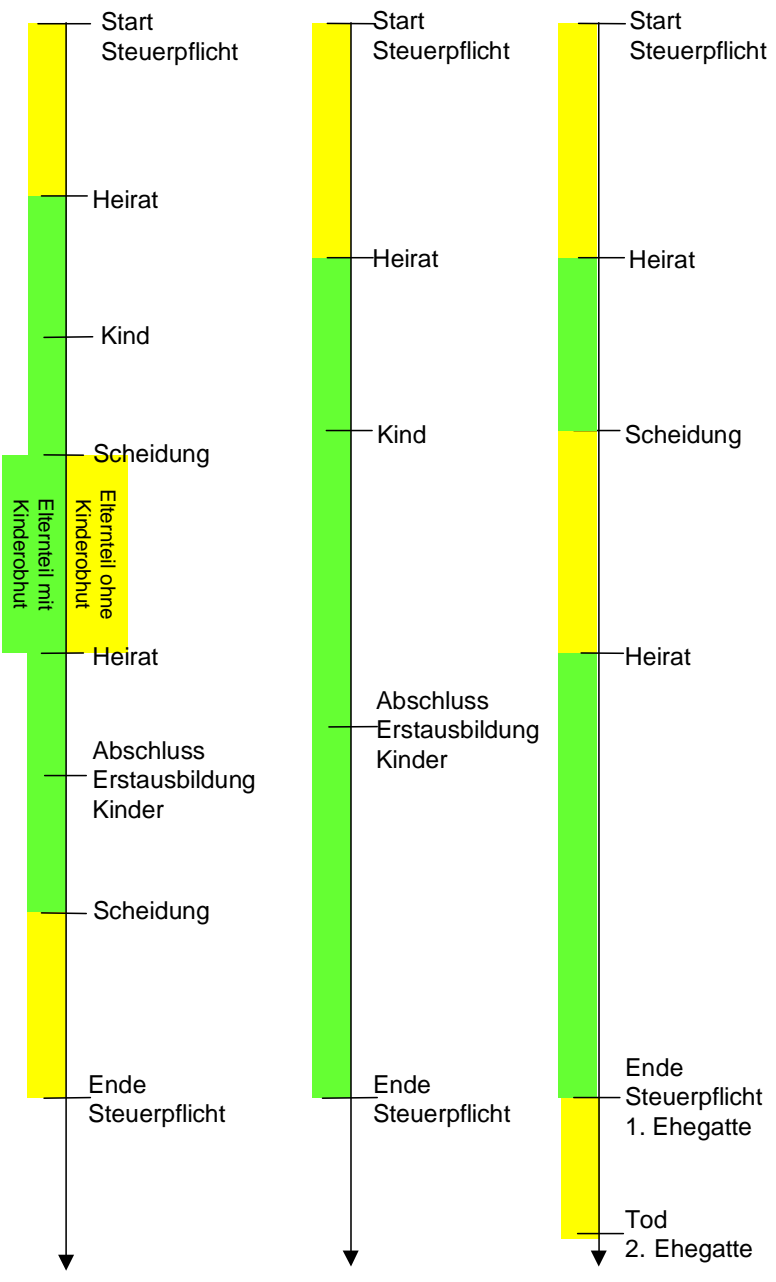 Start
Steuerpflicht
Heirat
Kind
Scheidung
Elternteil ohne
Kinderobhut
Elternteil mit
Kinderobhut
Heirat
Abschluss
Erstausbildung
Kinder
Scheidung
Ende
Steuerpflicht
Start
Steuerpflicht
Heirat
Kind
Abschluss
Erstausbildung
Kinder
Ende
Steuerpflicht
Start
Steuerpflicht
Heirat
Scheidung
Heirat
Ende
Steuerpflicht
1. Ehegatte
Tod
2. Ehegatte